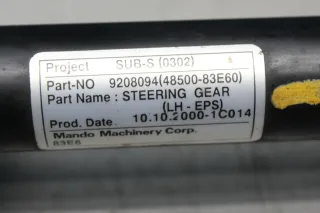 Project SUB-S (0302)
Part-NO 9208094(48500-83E60)
Part Name : STEERING GEAR
(LH - EPS)
Prod. Date. 10.10.2000-1C014
Mando Machinery Corp.
83E6